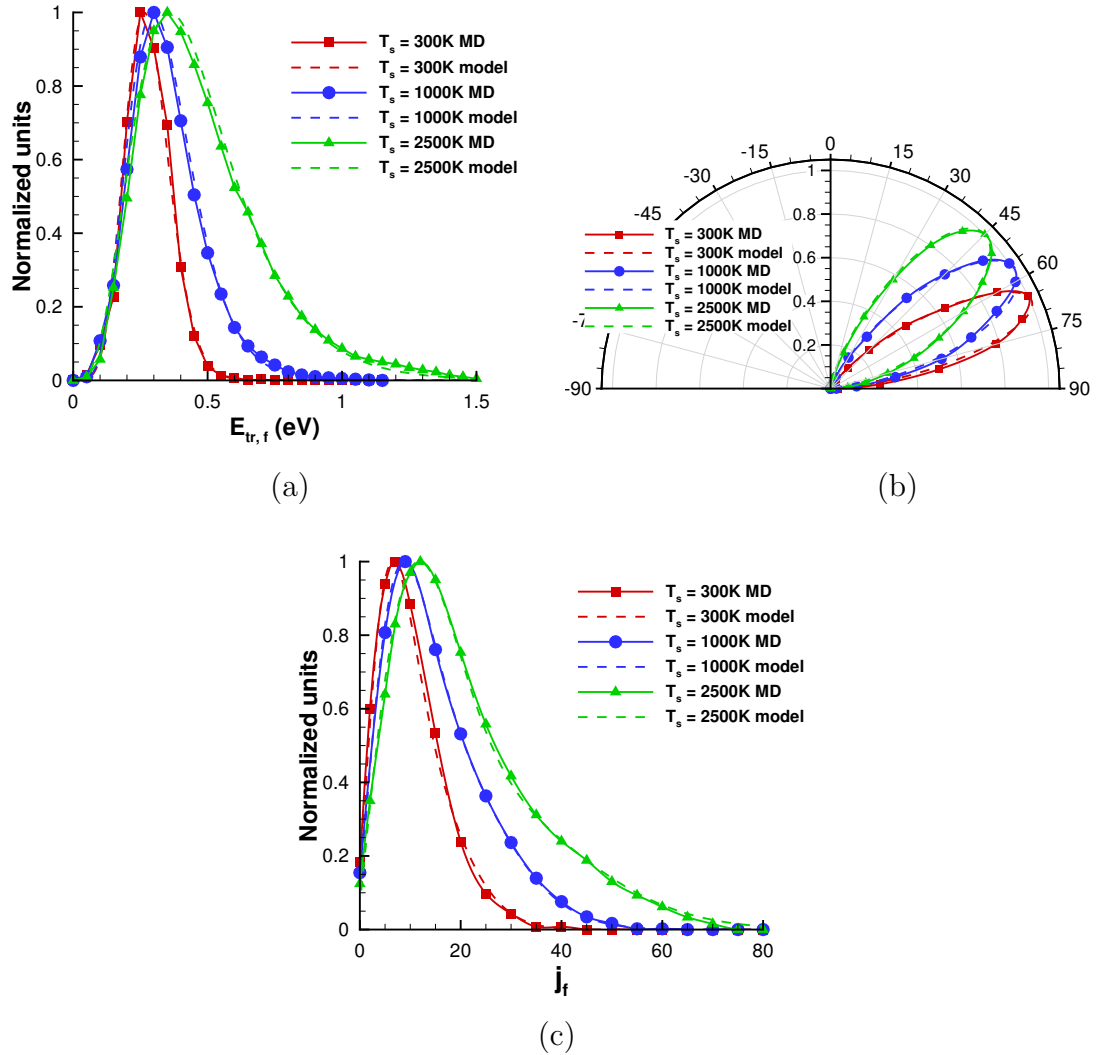 Normalized units
1
0.8
0.6
0.4
0.2
0
0
0.5
1
1.5
E_tr, f (eV)
T_s = 300K MD
T_s = 300K model
T_s = 1000K MD
T_s = 1000K model
T_s = 2500K MD
T_s = 2500K model
(a)
-90
-7
-45
-30
-15
0
15
30
45
60
75
90
1
0.8
0.6
0.4
0.2
0
T_s = 300K MD
T_s = 300K model
T_s = 1000K MD
T_s = 1000K model
T_s = 2500K MD
T_s = 2500K model
(b)
Normalized units
1
0.8
0.6
0.4
0.2
0
0
20
40
60
80
j_f
T_s = 300K MD
T_s = 300K model
T_s = 1000K MD
T_s = 1000K model
T_s = 2500K MD
T_s = 2500K model
(c)